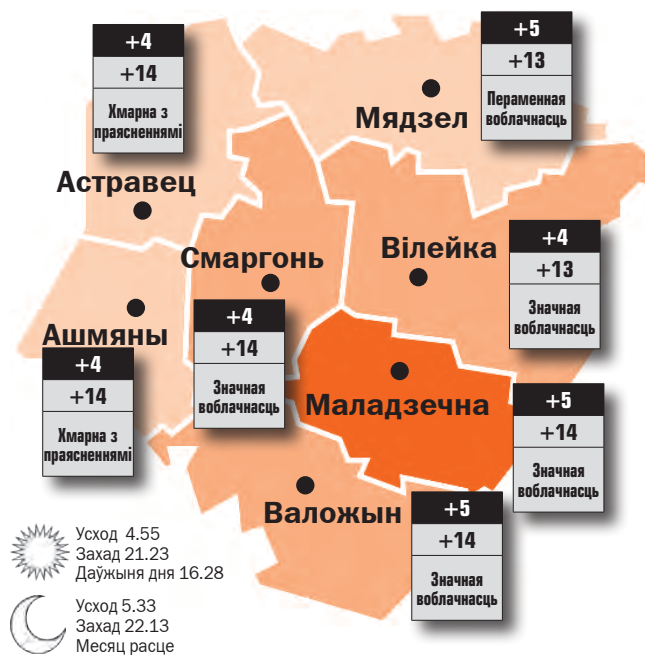 +4
+14
Хмарна з
праясненнямі
Астравец
+5
+13
Пераменная
воблачнасць
Мядзел
+4
+13
Значная
воблачнасць
Вілейка
Смаргонь
+4
+14
Значная
воблачнасць
Ашмяны
+4
+14
Хмарна з
праясненнямі
Маладзечна
+5
+14
Значная
воблачнасць
Валожын
+5
+14
Значная
воблачнасць
Усход 4.55
Захад 21.23
Даўжыня дня 16.28
Усход 5.33
Захад 22.13
Месяц расце